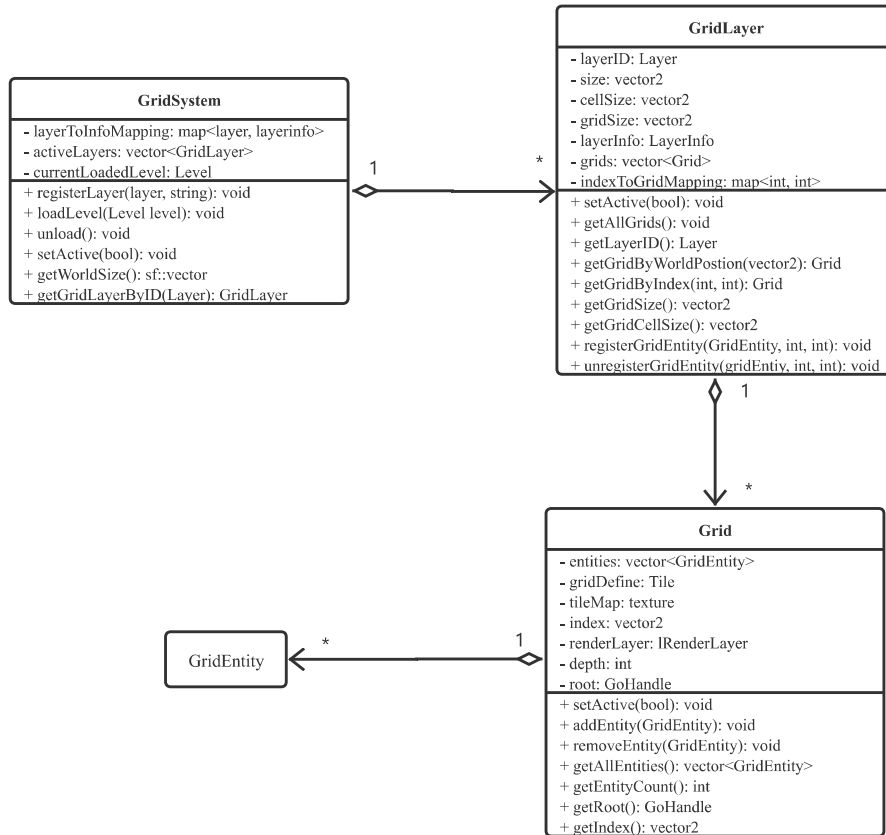 GridSystem
- layerToInfoMapping: map<layer, layerinfo>
- activeLayers: vector<GridLayer>
- currentLoadedLevel: Level
+ registerLayer(layer, string): void
+ loadLevel(Level level): void
+ unload(): void
+ setActive(bool): void
+ getWorldSize(): sf::vector
+ getGridLayerByID(Layer): GridLayer
1
*
GridLayer
- layerID: Layer
- size: vector2
- cellSize: vector2
- gridSize: vector2
- layerInfo: LayerInfo
- grids: vector<Grid>
- indexToGridMapping: map<int, int>
+ setActive(bool): void
+ getAllGrids(): void
+ getLayerID(): Layer
+ getGridByWorldPostion(vector2): Grid
+ getGridByIndex(int, int): Grid
+ getGridSize(): vector2
+ getGridCellSize(): vector2
+ registerGridEntity(GridEntity, int, int): void
+ unregisterGridEntity(gridEntiy, int, int): void
1
*
Grid
- entities: vector<GridEntity>
- gridDefine: Tile
- tileMap: texture
- index: vector2
- renderLayer: lRenderLayer
- depth: int
- root: GoHandle
+ setActive(bool): void
+ addEntity(GridEntity): void
+ removeEntity(GridEntity): void
+ getAllEntities(): vector<GridEntity>
+ getEntityCount(): int
+ getRoot(): GoHandle
+ getIndex(): vector2
1
*
GridEntity